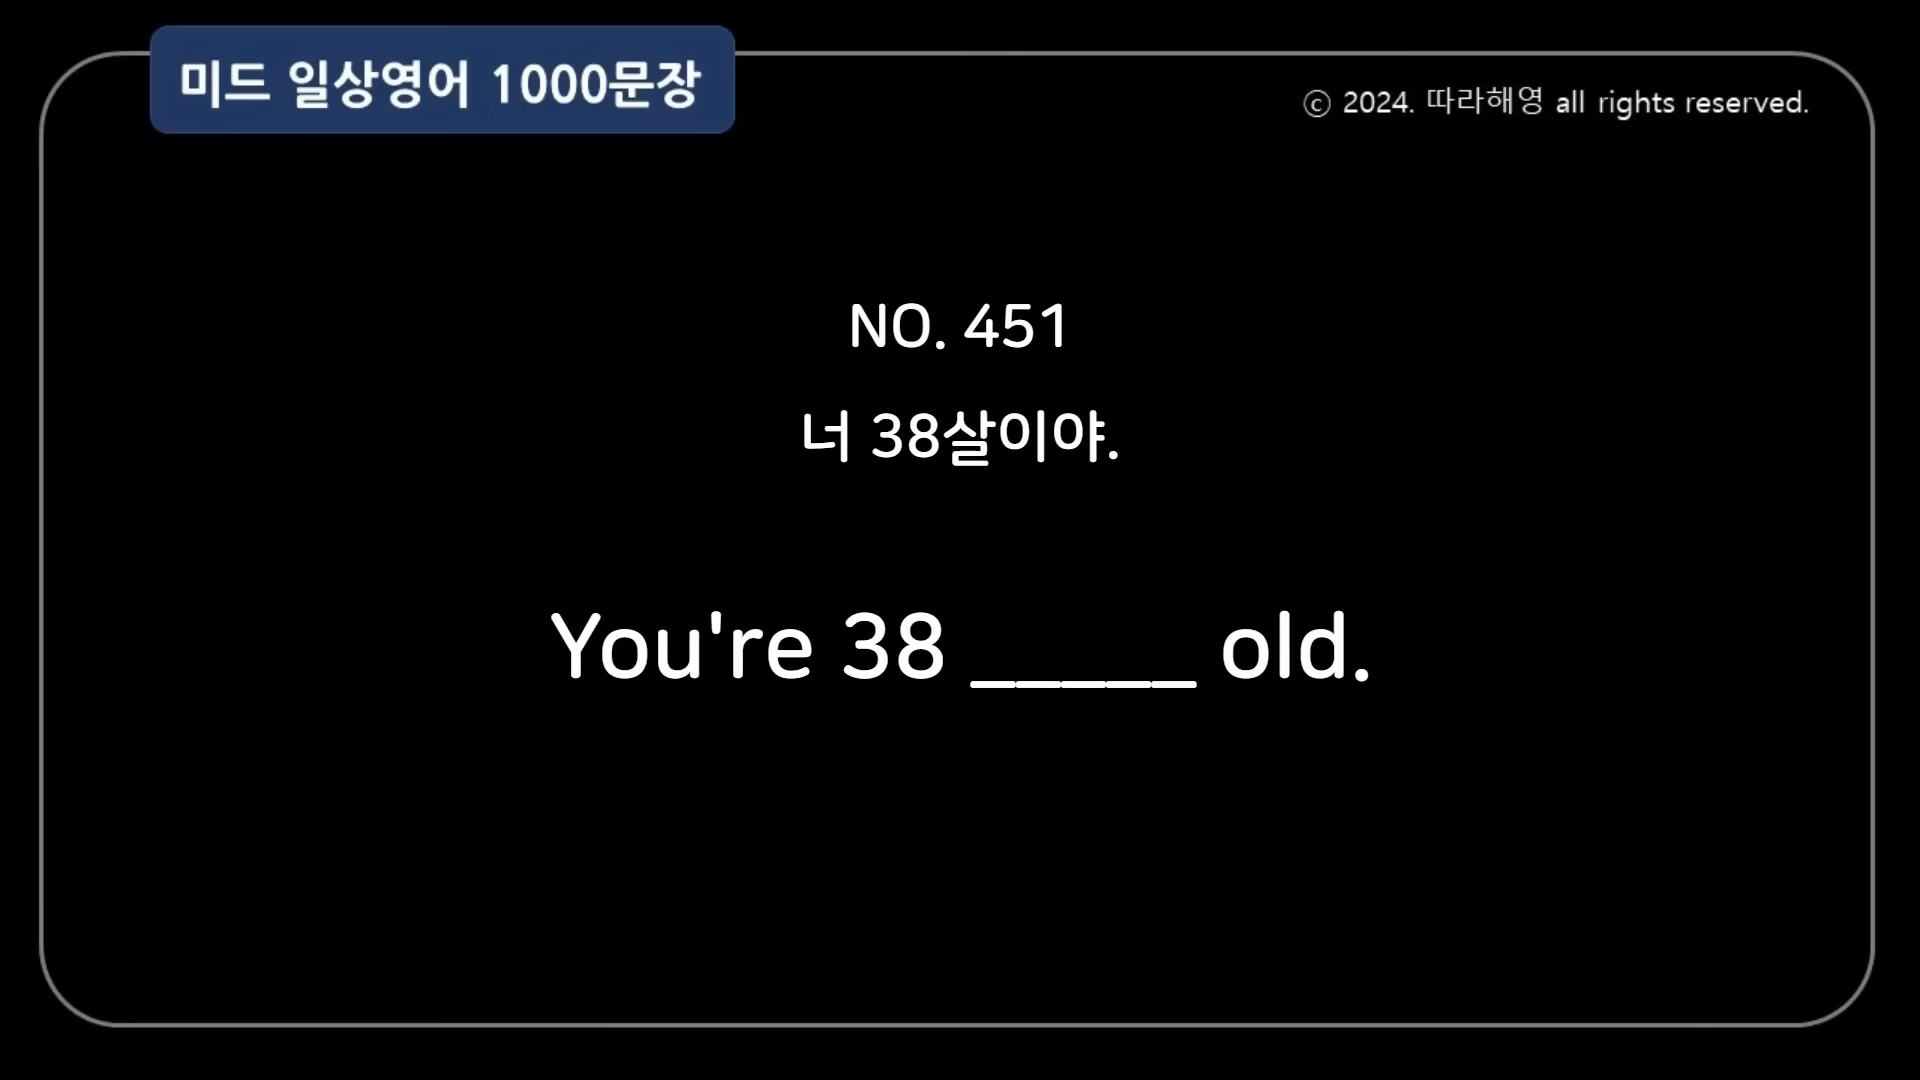 미드 일상영어 1000문장
ⓒ 2024. 따라해영 all rights reserved.
NO. 451
너 38살이야.
You're 38 _____ old.